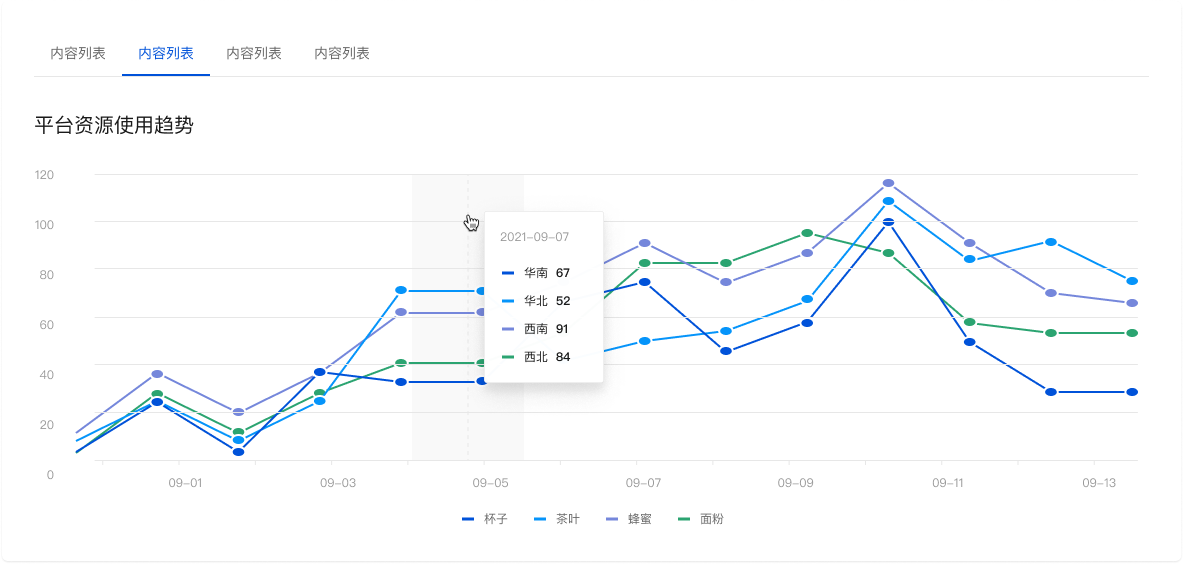 内容列表 内容列表 内容列表 内容列表
平台资源使用趋势
120
100
80
60
40
20
0
2021-09-07
华南 67
华北 52
西南 91
西北 84
09-01 09-03 09-05 09-07 09-09 09-11 09-13
杯子 茶叶 蜂蜜 面粉